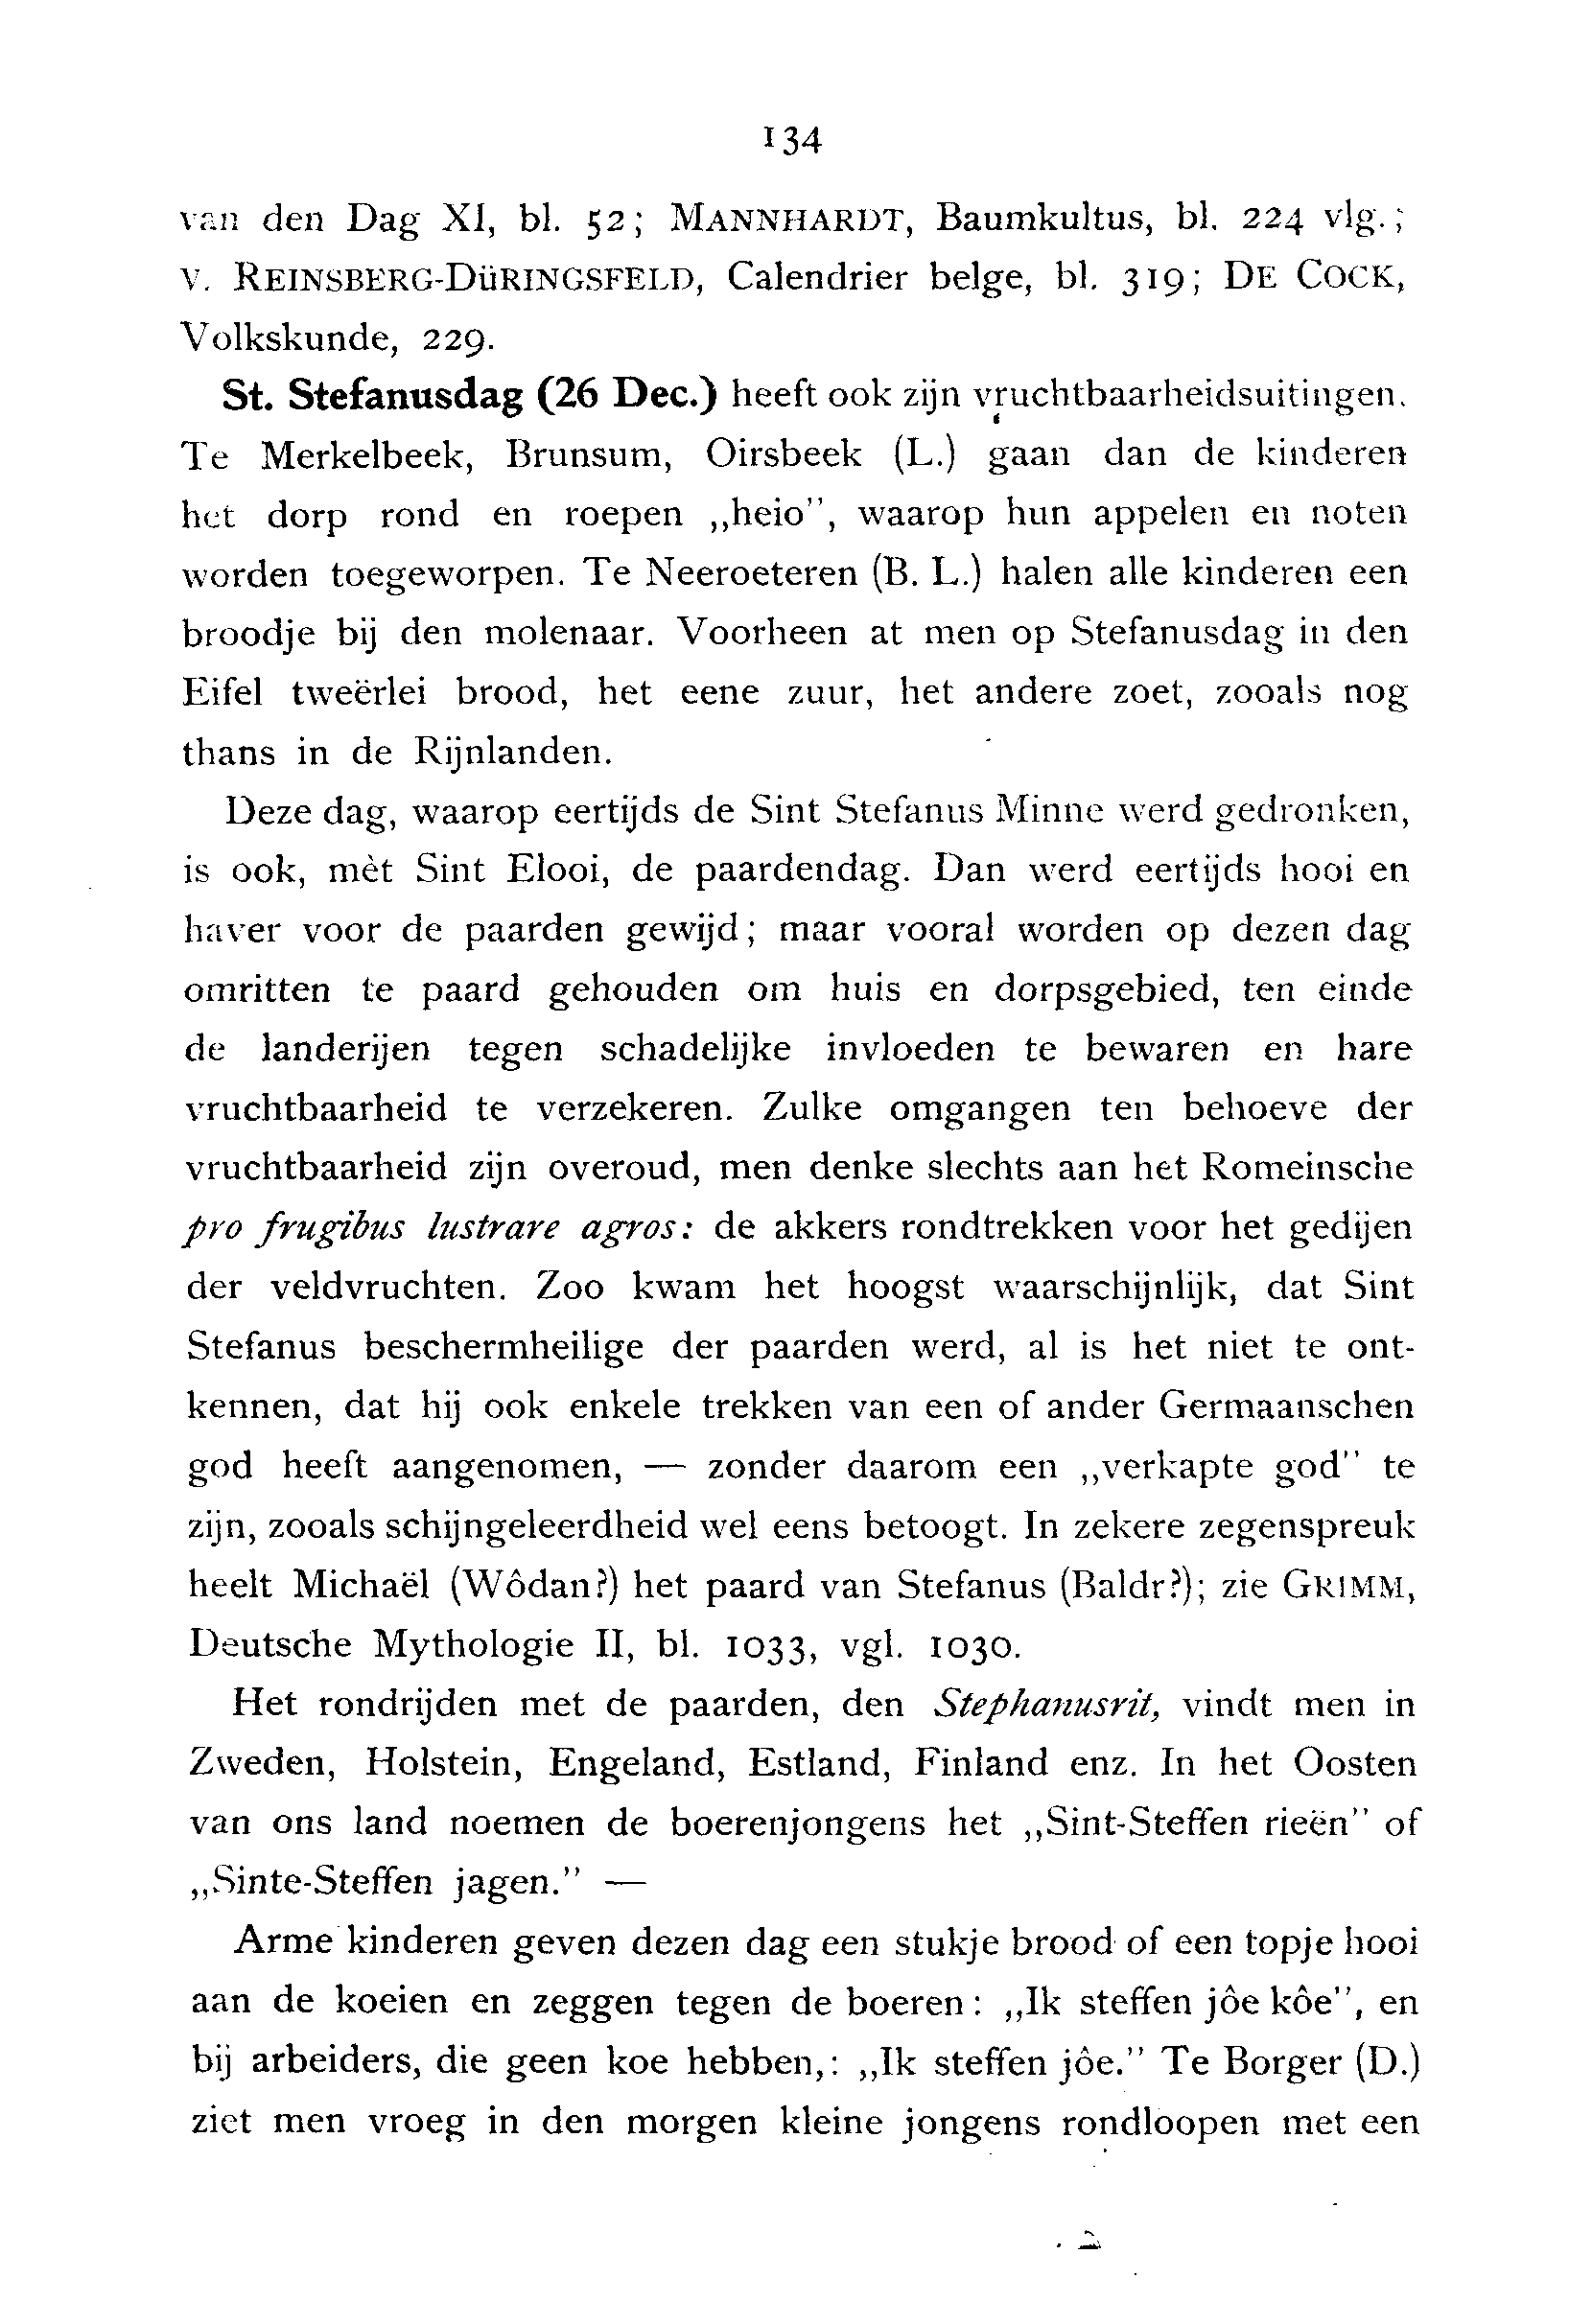 134
van den Dag XI, bl. 52; MANNHARDT, Baumkultus, bl. 224 vlg.;
V. REINSBERG-DüRINGSFELD, Calendrier belge, bl. 319; DE COCK,
Volkskunde, 229.
St. Stefanusdag (26 Dec.) heeft ook zijn vruchtbaarheidsuitingen.
Te Merkelbeek, Brunsum, Oirsbeek (L.) gaan dan de kinderen
het dorp rond en roepen „heio”, waarop hun appelen en noten
worden toegeworpen. Te Neeroeteren (B. L.) halen alle kinderen een
broodje bij den molenaar. Voorheen at men op Stefanusdag in den
Eifel tweërlei brood, het eene zuur, het andere zoet, zooals nog
thans in de Rijnlanden.
Deze dag, waarop eertijds de Sint Stefanus Minne werd gedronken,
is ook, mèt Sint Elooi, de paardendag. Dan werd eertijds hooi en
haver voor de paarden gewijd; maar vooral worden op dezen dag
omritten te paard gehouden om huis en dorpsgebied, ten einde
de landerijen tegen schadelijke invloeden te bewaren en hare
vruchtbaarheid te verzekeren. Zulke omgangen ten behoeve der
vruchtbaarheid zijn overoud, men denke slechts aan het Romeinsche
pro frugibus lustrare agros: de akkers rondtrekken voor het gedijen
der veldvruchten. Zoo kwam het hoogst waarschijnlijk, dat Sint
Stefanus beschermheilige der paarden werd, al is het niet te ont-
kennen, dat hij ook enkele trekken van een of ander Germaanschen
god heeft aangenomen, — zonder daarom een „verkapte god” te
zijn, zooals schijngeleerdheid wel eens betoogt. In zekere zegenspreuk
heelt Michaël (Wôdan?) het paard van Stefanus (Baldr?); zie GRIMM,
Deutsche Mythologie II, bl. 1033, vgl. 1030.
Het rondrijden met de paarden, den Stephanusrit, vindt men in
Zweden, Holstein, Engeland, Estland, Finland enz. In het Oosten
van ons land noemen de boerenjongens het „Sint-Steffen rieën” of
„Sinte-Steffen jagen.” —
Arme kinderen geven dezen dag een stukje brood of een topje hooi
aan de koeien en zeggen tegen de boeren: „Ik steffen jôe kôe”, en
bij arbeiders, die geen koe hebben,: „Ik steffen jôe.” Te Borger (D.)
ziet men vroeg in den morgen kleine jongens rondloopen met een